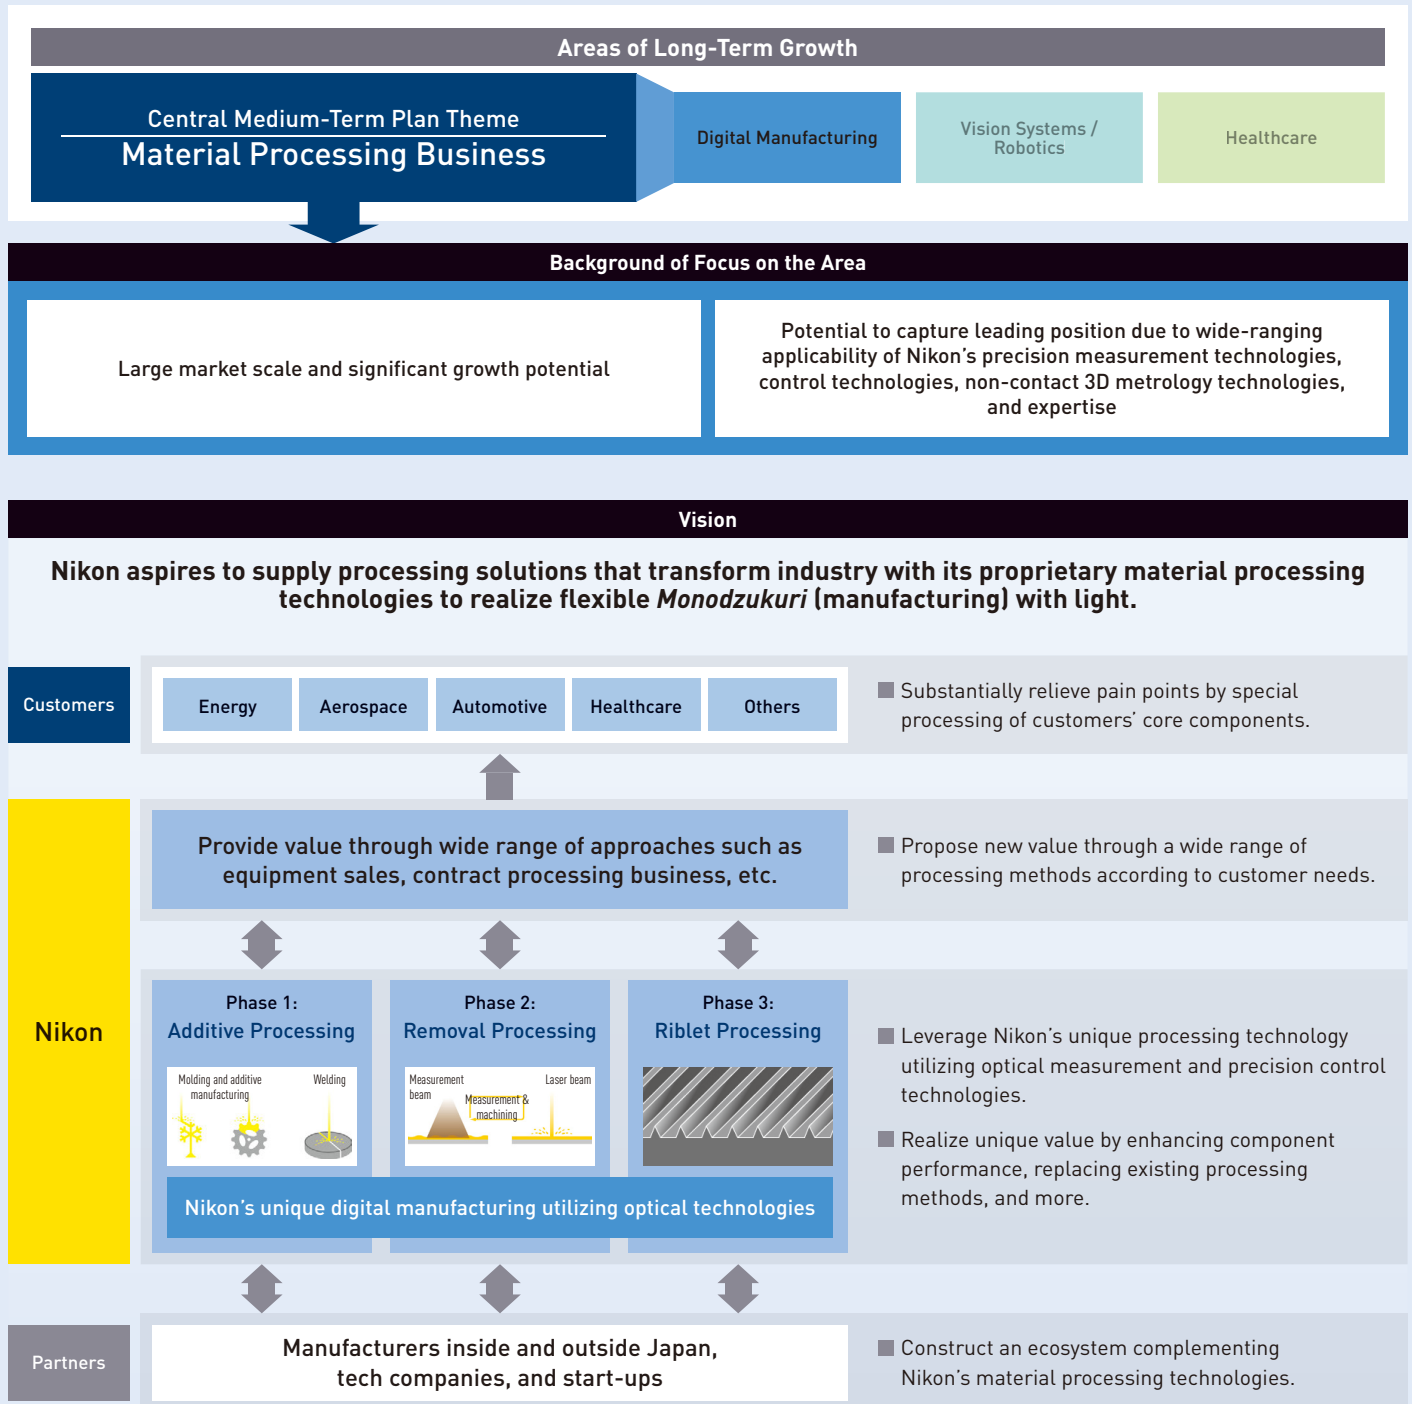 Areas of Long-Term Growth
Central Medium-Term Plan Theme
Material Processing Business
Digital Manufacturing
Vision Systems /
Robotics
Healthcare
Background of Focus on the Area
Large market scale and significant growth potential
Potential to capture leading position due to wide-ranging
applicability of Nikon's precision measurement technologies,
control technologies, non-contact 3D metrology technologies,
and expertise
Vision
Nikon aspires to supply processing solutions that transform industry with its proprietary material processing
technologies to realize flexible Monodzukuri (manufacturing) with light.
Customers
Energy
Aerospace
Automotive
Healthcare
Others
■ Substantially relieve pain points by special
processing of customers' core components.
Nikon
Provide value through wide range of approaches such as
equipment sales, contract processing business, etc.
■ Propose new value through a wide range of
processing methods according to customer needs.
Phase 1:
Additive Processing
Molding and additive
manufacturing
Welding
Phase 2:
Removal Processing
Measurement
beam
Measurement &
machining
Laser beam
Phase 3:
Riblet Processing
Nikon's unique digital manufacturing utilizing optical technologies
■ Leverage Nikon's unique processing technology
utilizing optical measurement and precision control
technologies.
■ Realize unique value by enhancing component
performance, replacing existing processing
methods, and more.
Partners
Manufacturers inside and outside Japan,
tech companies, and start-ups
■ Construct an ecosystem complementing
Nikon's material processing technologies.